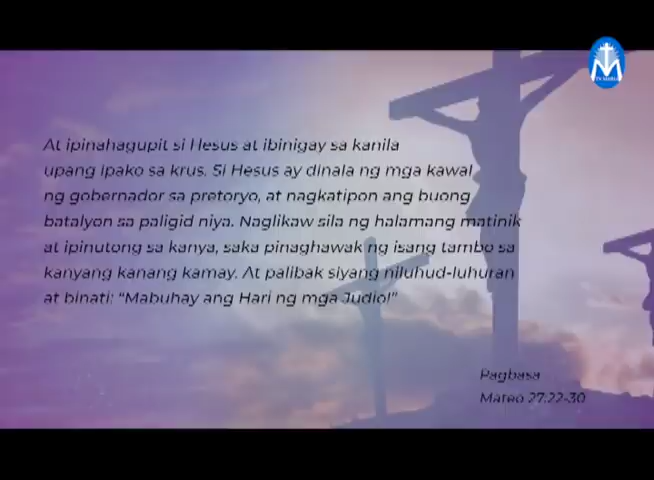 At ipinahagupit si Hesus at ibinigay sa kanila
upang ipako sa krus. Si Hesus ay dinala ng mga kawal
ng gobernador sa pretoryo, at nagkatipon ang buong
batalyon sa paligid niya. Naglikaw sila ng halamang matinik
at ipinutong sa kanya, saka pinaghawak ng isang tambo sa
kanyang kanang kamay. At palibak siyang niluhud-luhuran
at binati: "Mabuhay ang Hari ng mga Judio!"
Pagbasa
Mateo 27:22-30